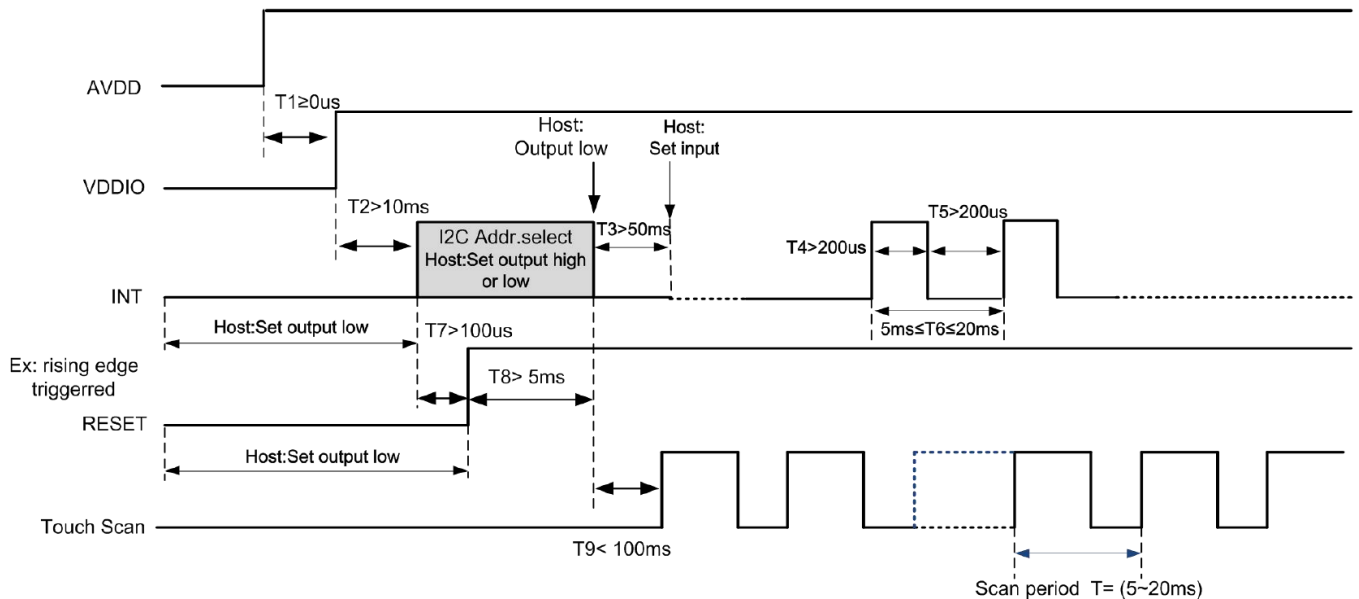 AVDD
T1≥0us
Host:
Output low
Host:
Set input
VDDIO
T2>10ms
I2C Addr.select
Host:Set output high
or low
T3>50ms
T4>200us
T5>200us
INT
Host:Set output low
T7>100us
5ms≤T6≤20ms
Ex: rising edge
triggerred
T8> 5ms
RESET
Host:Set output low
Touch Scan
T9< 100ms
Scan period T= (5~20ms)